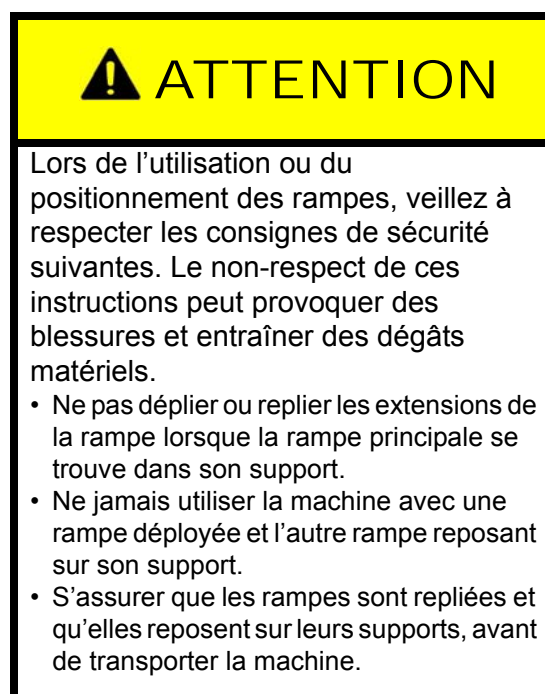 ATTENTION
Lors de l’utilisation ou du
positionnement des rampes, veillez à
respecter les consignes de sécurité
suivantes. Le non-respect de ces
instructions peut provoquer des
blessures et entraîner des dégâts
matériels.
• Ne pas déplier ou replier les extensions de
la rampe lorsque la rampe principale se
trouve dans son support.
• Ne jamais utiliser la machine avec une
rampe déployée et l’autre rampe reposant
sur son support.
• S’assurer que les rampes sont repliées et
qu’elles reposent sur leurs supports, avant
de transporter la machine.